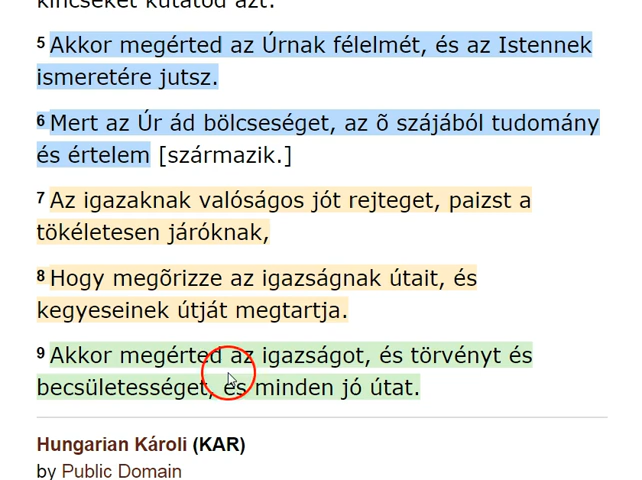 kincseket kutatod azt:
5 Akkor megérted az Úrnak félelmét, és az Istennek
ismeretére jutsz.
6 Mert az Úr ád bölcseséget, az õ szájából tudomány
és értelem [származik.]
7 Az igazaknak valóságos jót rejteget, paizst a
tökéletesen járóknak,
8 Hogy megõrizze az igazságnak útait, és
kegyeseinek útját megtartja.
9 Akkor megérted az igazságot, és törvényt és
becsületességet, és minden jó útat.
Hungarian Károli (KAR)
by Public Domain